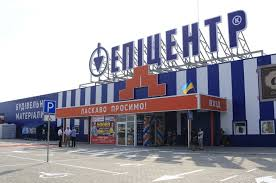 ЕПІЦЕНТР
К
БУДІВЕЛЬНІ
МАТЕРІАЛИ
ЛАСКАВО ПРОСИМО!
ВХІД
P